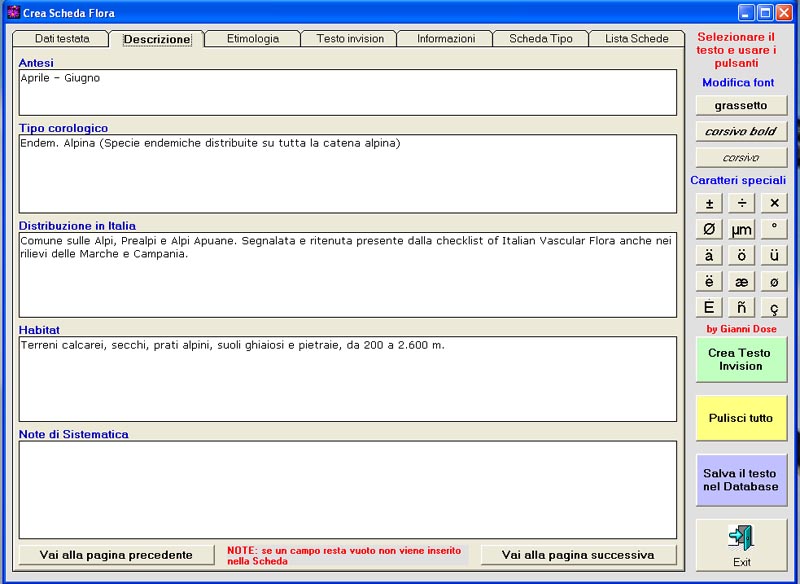 Crea Scheda Flora
Dati testata
Descrizione
Etimologia
Testo invision
Informazioni
Scheda Tipo
Lista Schede
Antesi
Aprile – Giugno
Tipo corologico
Endem. Alpina (Specie endemiche distribuite su tutta la catena alpina)
Distribuzione in Italia
Comune sulle Alpi, Prealpi e Alpi Apuane. Segnalata e ritenuta presente dalla checklist of Italian Vascular Flora anche nei
rilievi delle Marche e Campania.
Habitat
Terreni calcarei, secchi, prati alpini, suoli ghiaiosi e pietraie, da 200 a 2.600 m.
Note di Sistematica
Vai alla pagina precedente
NOTE: se un campo resta vuoto non viene inserito
nella Scheda
Vai alla pagina successiva
Selezionare il
testo e usare i
pulsanti
Modifica font
grassetto
corsivo bold
corsivo
Caratteri speciali
± ÷ ×
Ø µm °
ä ö ü
ë æ ø
É ñ ç
by Gianni Dose
Crea Testo
Invision
Pulisci tutto
Salva il testo
nel Database
Exit